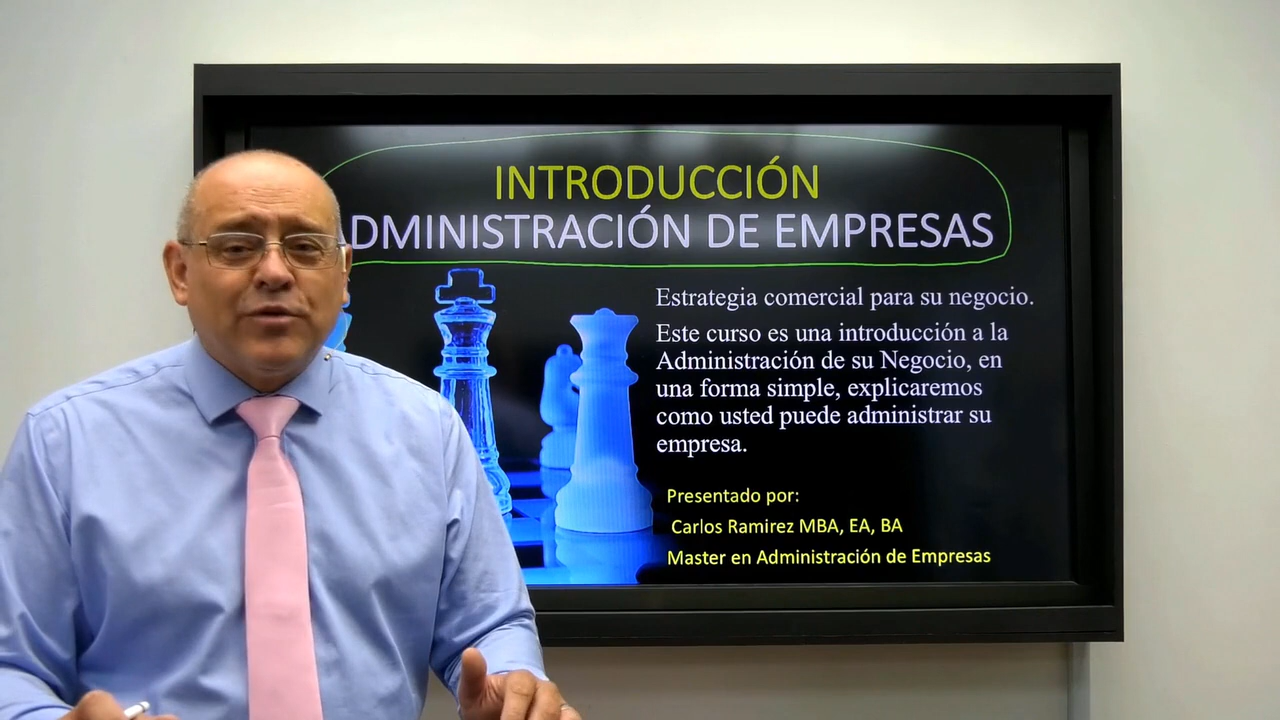 INTRODUCCIÓN
DMINISTRACIÓN DE EMPRESAS
Estrategia comercial para su negocio.
Este curso es una introducción a la
Administración de su Negocio, en
una forma simple, explicaremos
como usted puede administrar su
empresa.
Presentado por:
Carlos Ramirez MBA, EA, BA
Master en Administración de Empresas